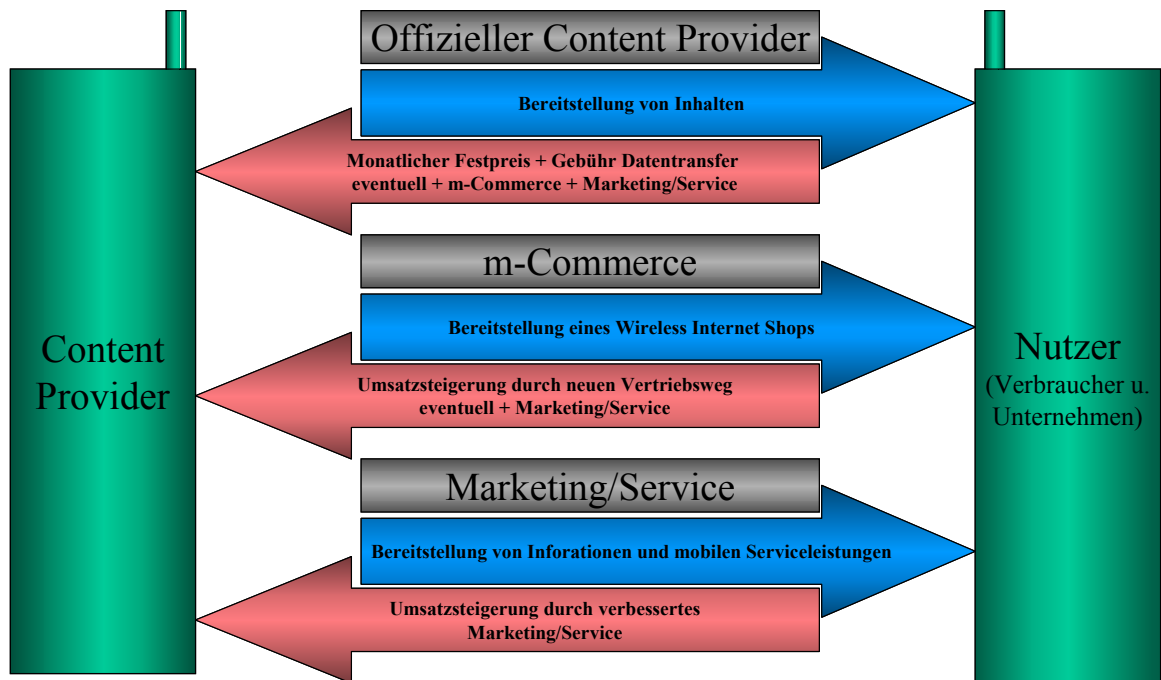 Offizieller Content Provider
Bereitstellung von Inhalten
Monatlicher Festpreis + Gebühr Datentransfer
eventuell + m-Commerce + Marketing/Service
m-Commerce
Bereitstellung eines Wireless Internet Shops
Umsatzsteigerung durch neuen Vertriebsweg
eventuell + Marketing/Service
Marketing/Service
Bereitstellung von Inforationen und mobilen Serviceleistungen
Umsatzsteigerung durch verbessertes
Marketing/Service
Content
Provider
Nutzer
(Verbraucher u.
Unternehmen)